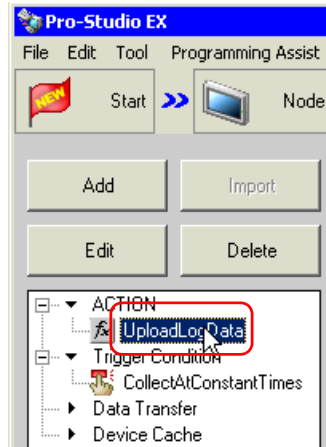 Pro-Studio EX
File Edit Tool Programming Assist
NEW Start >> Node
Add Import
Edit Delete
ACTION
fx UploadLogData
Trigger Condition
CollectAtConstantTimes
Data Transfer
Device Cache